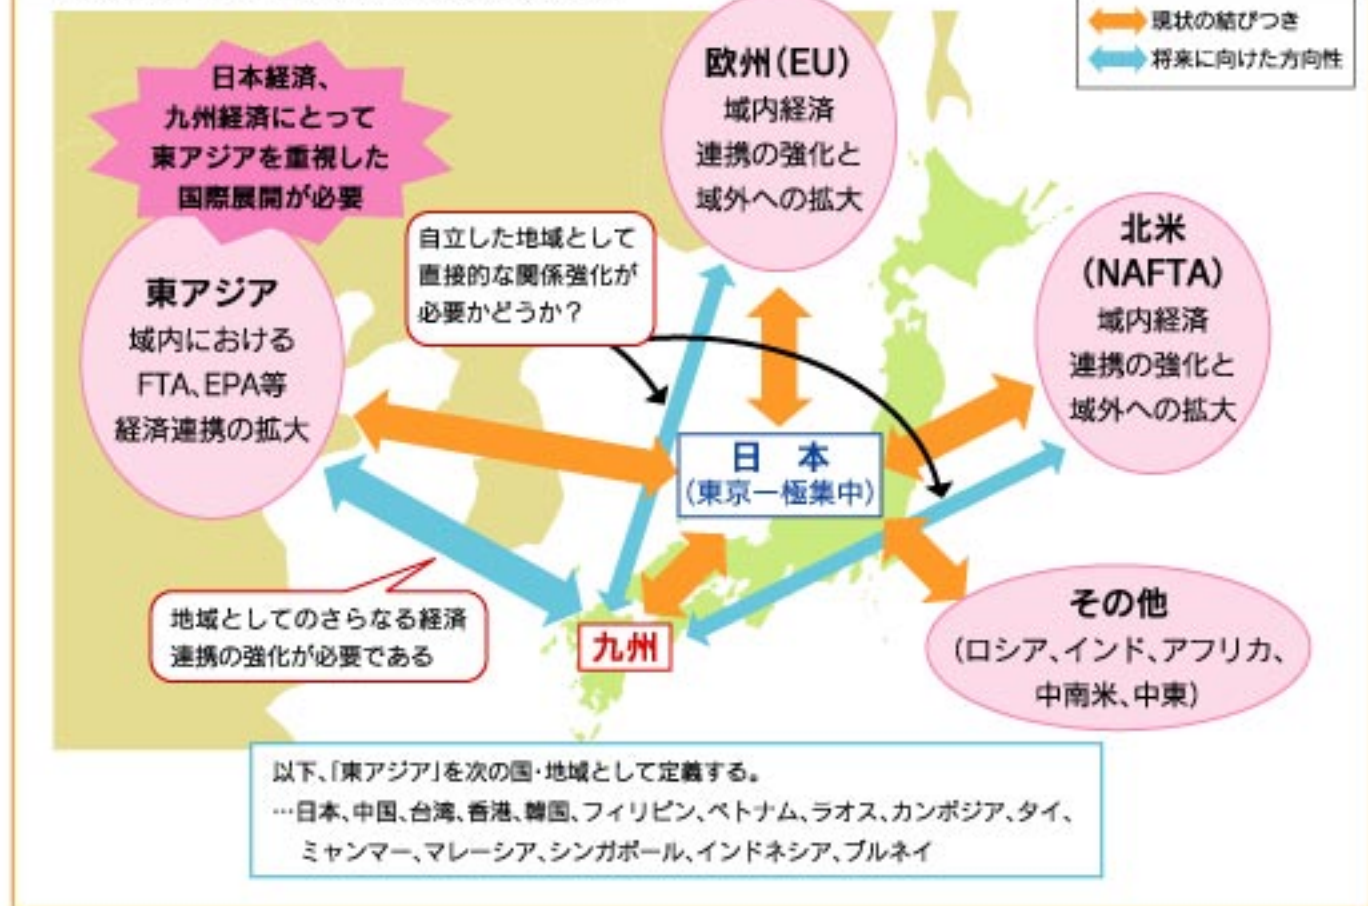 現状の結びつき
将来に向けた方向性
日本経済、
九州経済にとって
東アジアを重視した
国際展開が必要
欧州(EU)
域内経済
連携の強化と
域外への拡大
自立した地域として
直接的な関係強化が
必要かどうか?
北米
(NAFTA)
域内経済
連携の強化と
域外への拡大
東アジア
域内における
FTA、EPA等
経済連携の拡大
日 本
(東京一極集中)
地域としてのさらなる経済
連携の強化が必要である
九州
その他
(ロシア、インド、アフリカ、
中南米、中東)
以下、「東アジア」を次の国・地域として定義する。
…日本、中国、台湾、香港、韓国、フィリピン、ベトナム、ラオス、カンボジア、タイ、
ミャンマー、マレーシア、シンガポール、インドネシア、ブルネイ